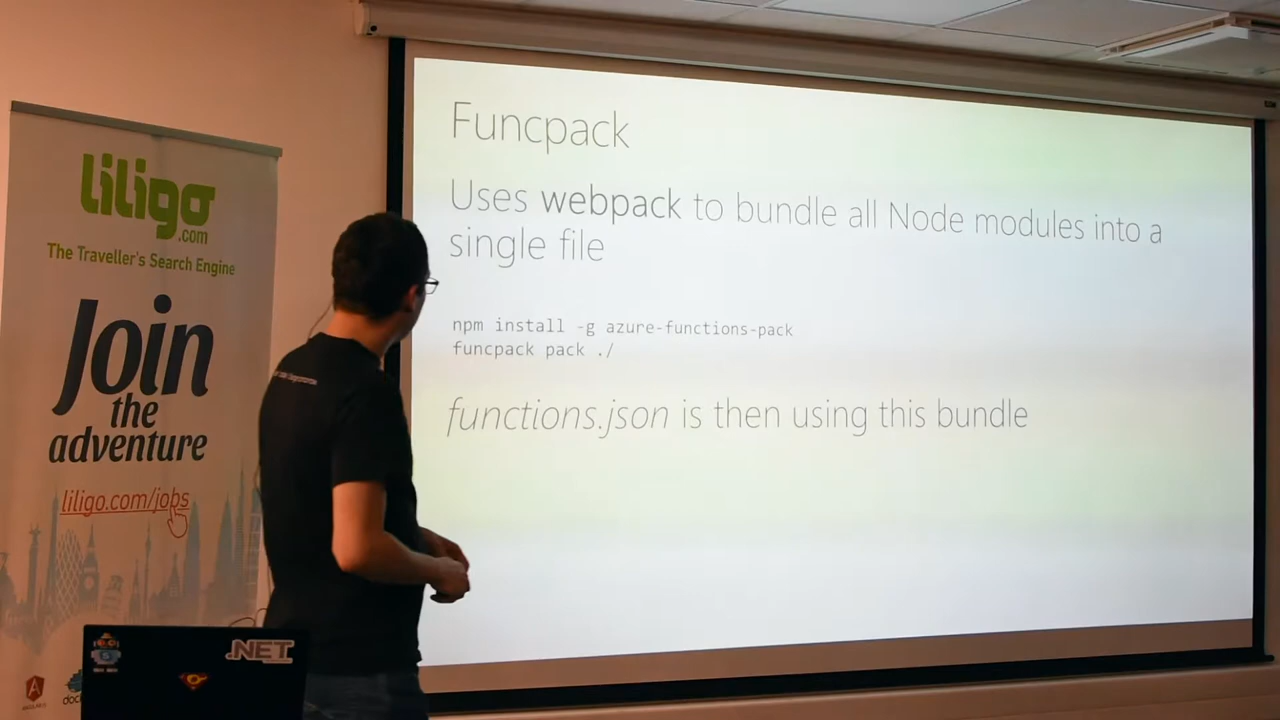 liligo
.com
The Traveller's Search Engine
Join
the
adventure
liligo.com/jobs
Funcpack
Uses webpack to bundle all Node modules into a
single file
npm install -g azure-functions-pack
funcpack pack ./
functions.json is then using this bundle
.NET